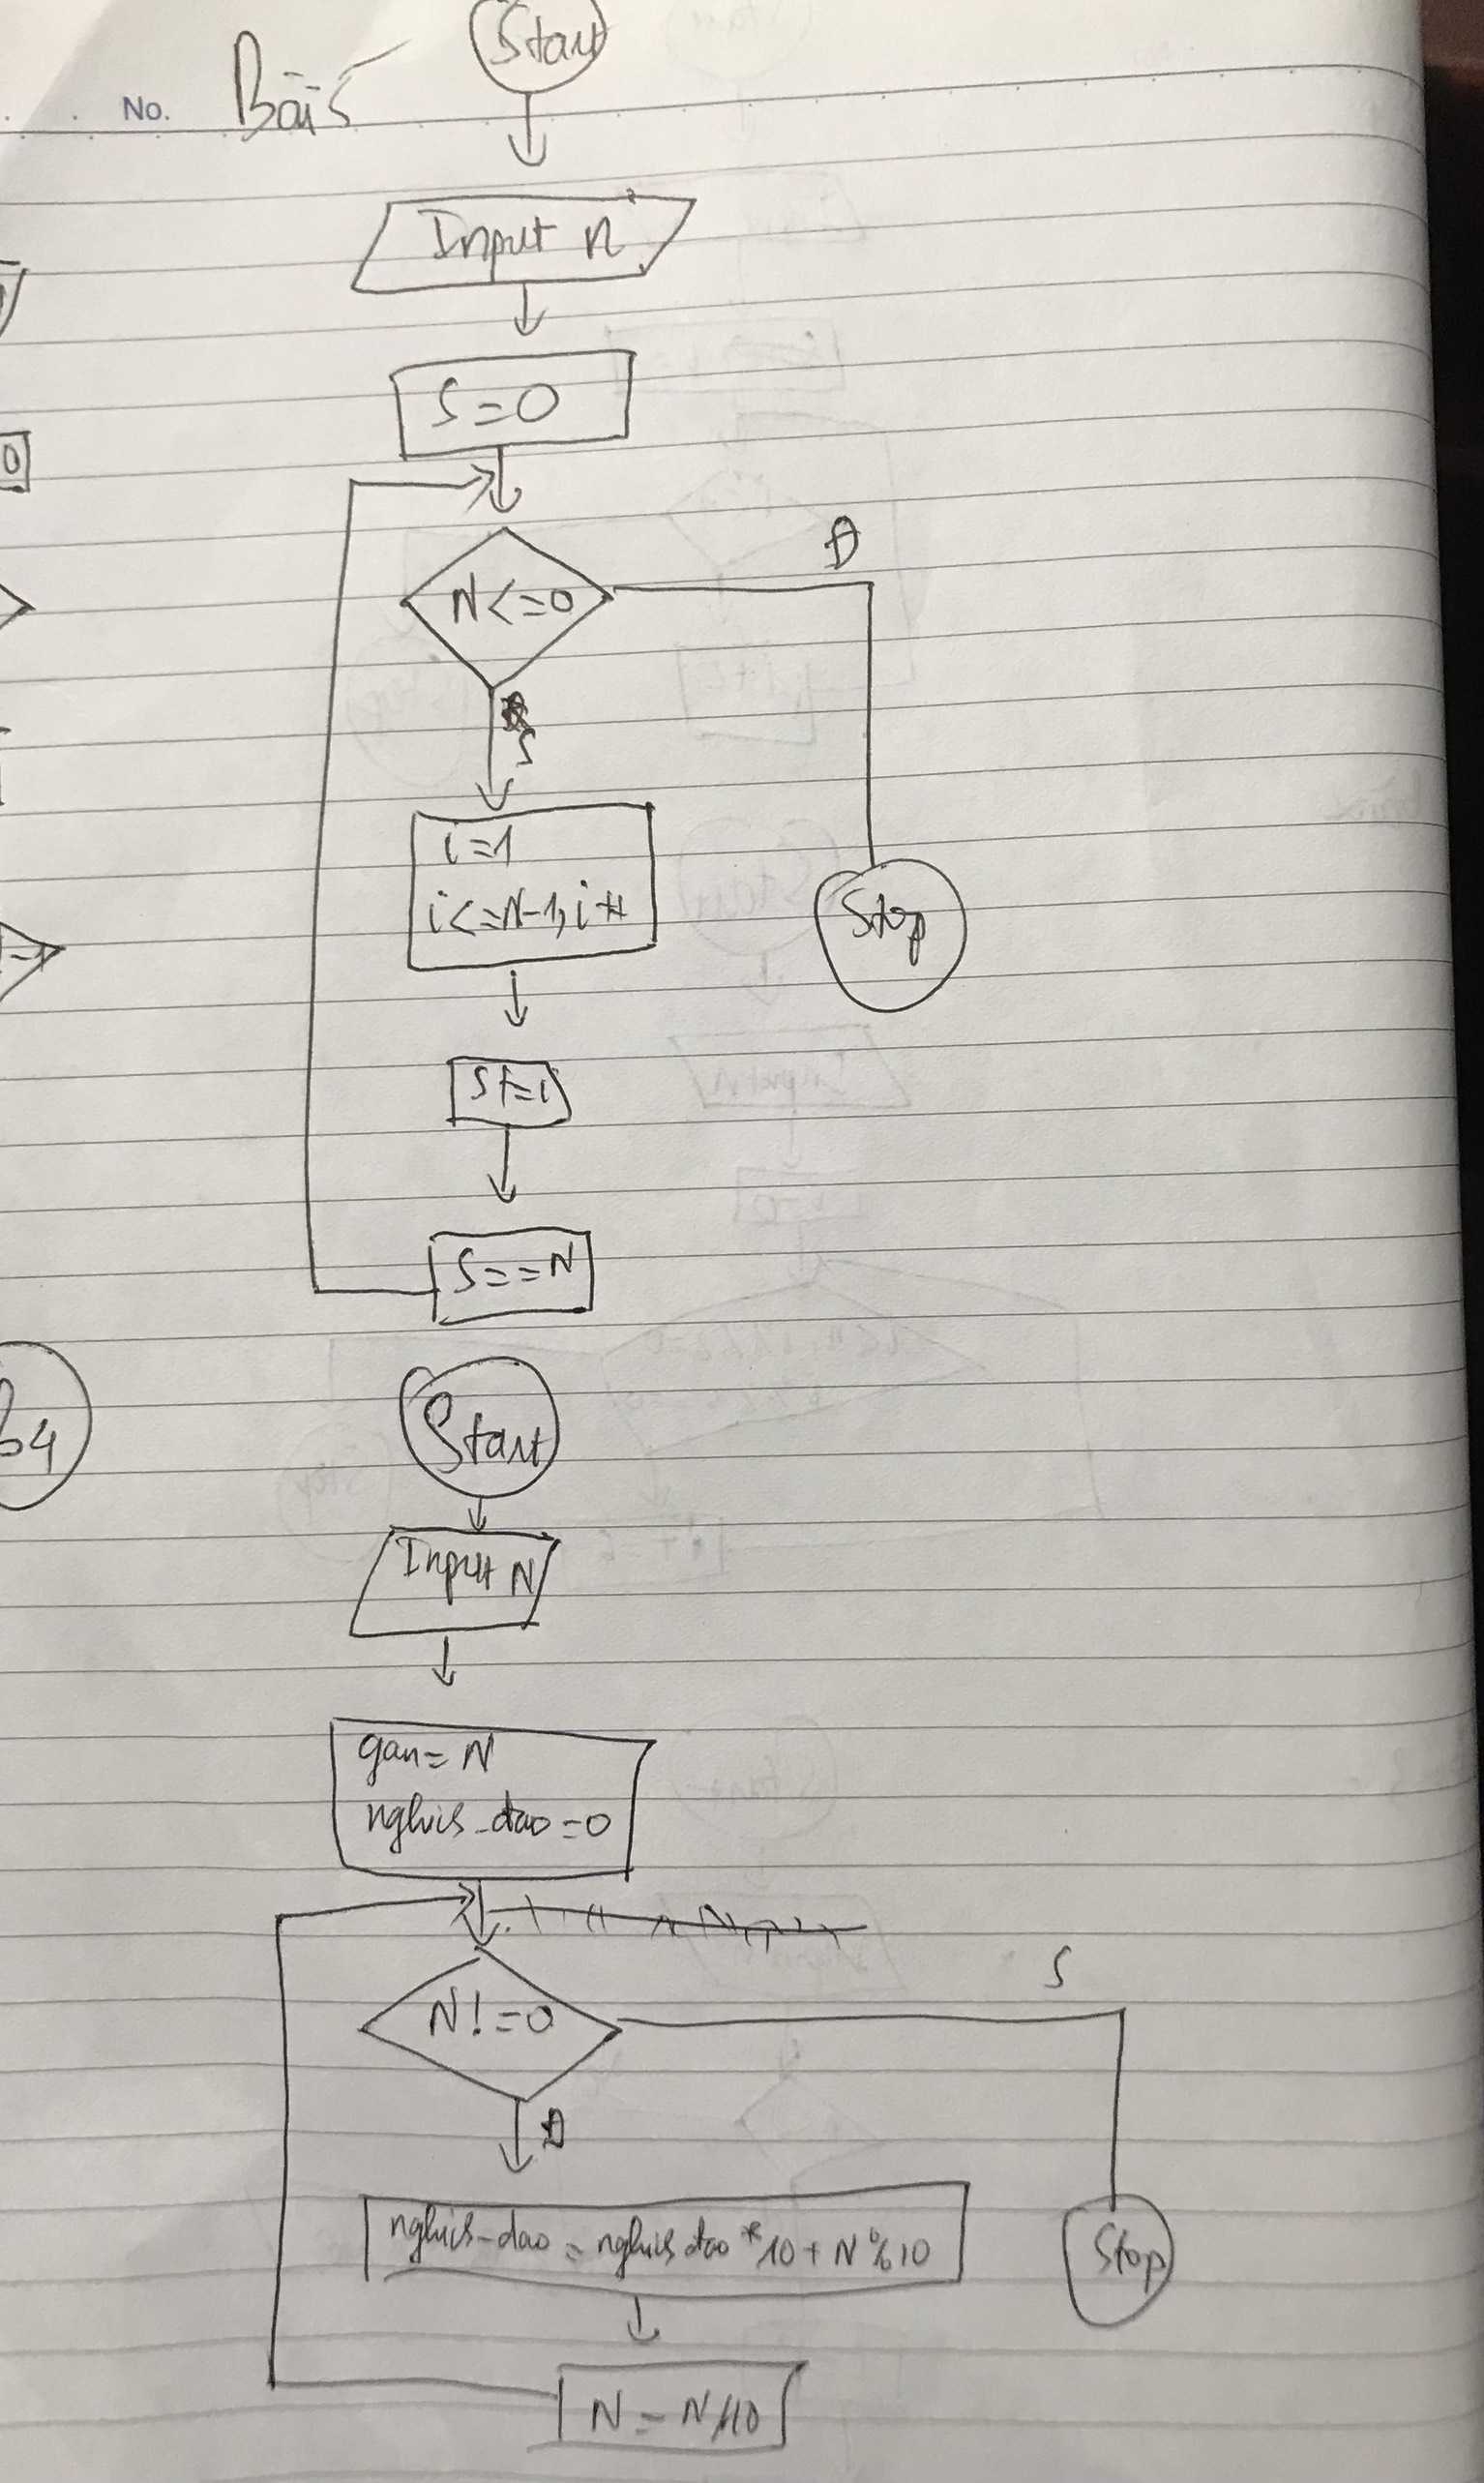 Start
No. Bài 5
Input n
S=0
N<=0
Đ
S
i=1
i<=N-1, i++
Stop
S+=i
S==N
b4
Start
Input N
gan=N
nghich_dao=0
S
N!=0
Đ
nghich_dao = nghich dao *10 + N%10
Stop
N = N/10